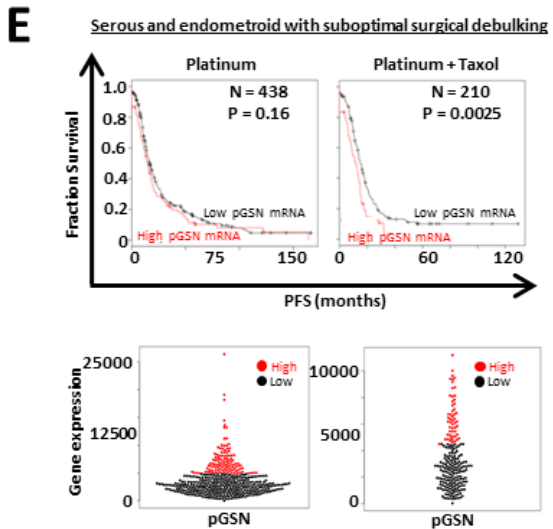 E
Serous and endometroid with suboptimal surgical debulking
Platinum
Platinum + Taxol
Fraction Survival
1.0
0.8
0.6
0.4
0.2
0
N = 438
P = 0.16
Low pGSN mRNA
High pGSN mRNA
0 75 150
N = 210
P = 0.0025
Low pGSN mRNA
High pGSN mRNA
0 60 120
PFS (months)
Gene expression
25000
12500
0
High
Low
pGSN
10000
5000
0
High
Low
pGSN